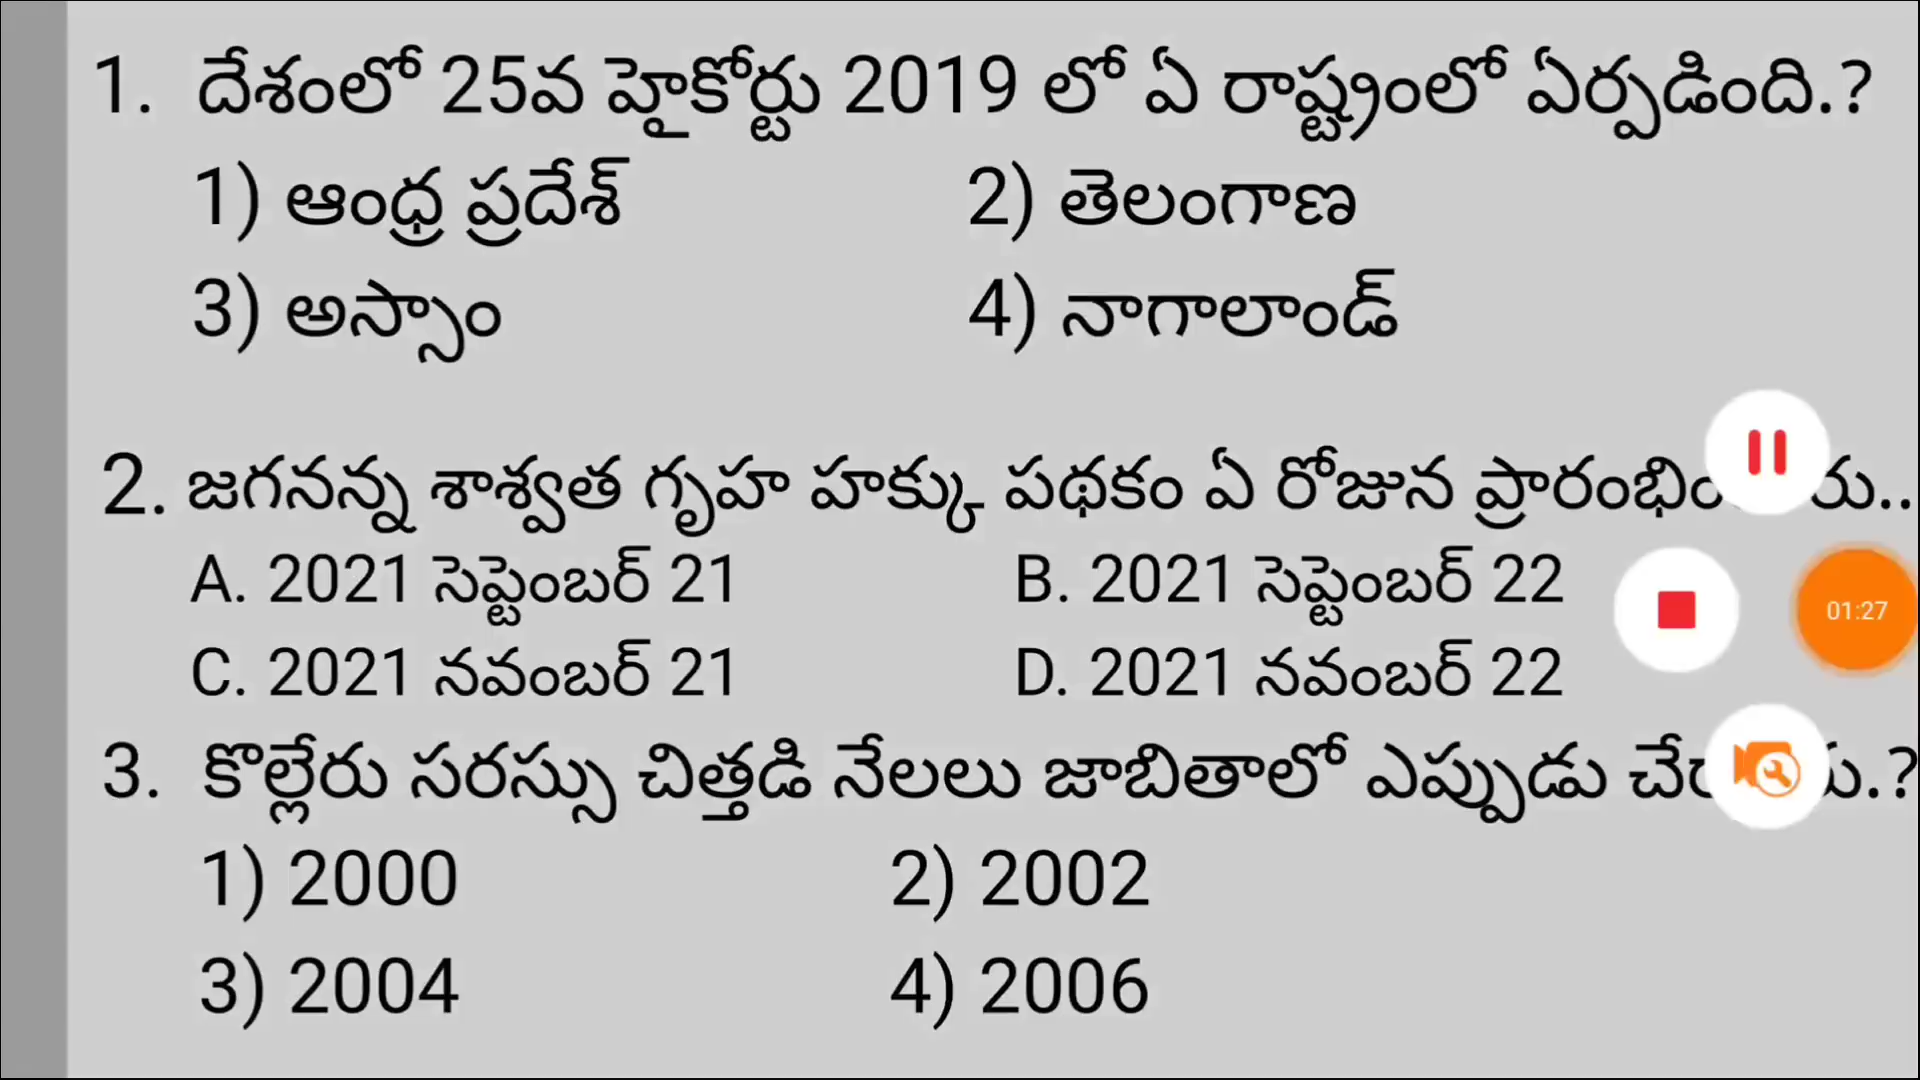 1. దేశంలో 25వ హైకోర్టు 2019 లో ఏ రాష్ట్రంలో ఏర్పడింది.?
1) ఆంధ్ర ప్రదేశ్ 2) తెలంగాణ
3) అస్సాం 4) నాగాలాండ్
2. జగనన్న శాశ్వత గృహ హక్కు పథకం ఏ రోజున
A. 2021 సెప్టెంబర్ 21 B. 2021 సెప్టెంబర్ 22
01:27
C. 2021 నవంబర్ 21 D. 2021 నవంబర్ 22
3. కొల్లేరు సరస్సు చిత్తడి నేలలు జాబితాలో ఎప్పుడు
1) 2000 2) 2002
3) 2004 4) 2006